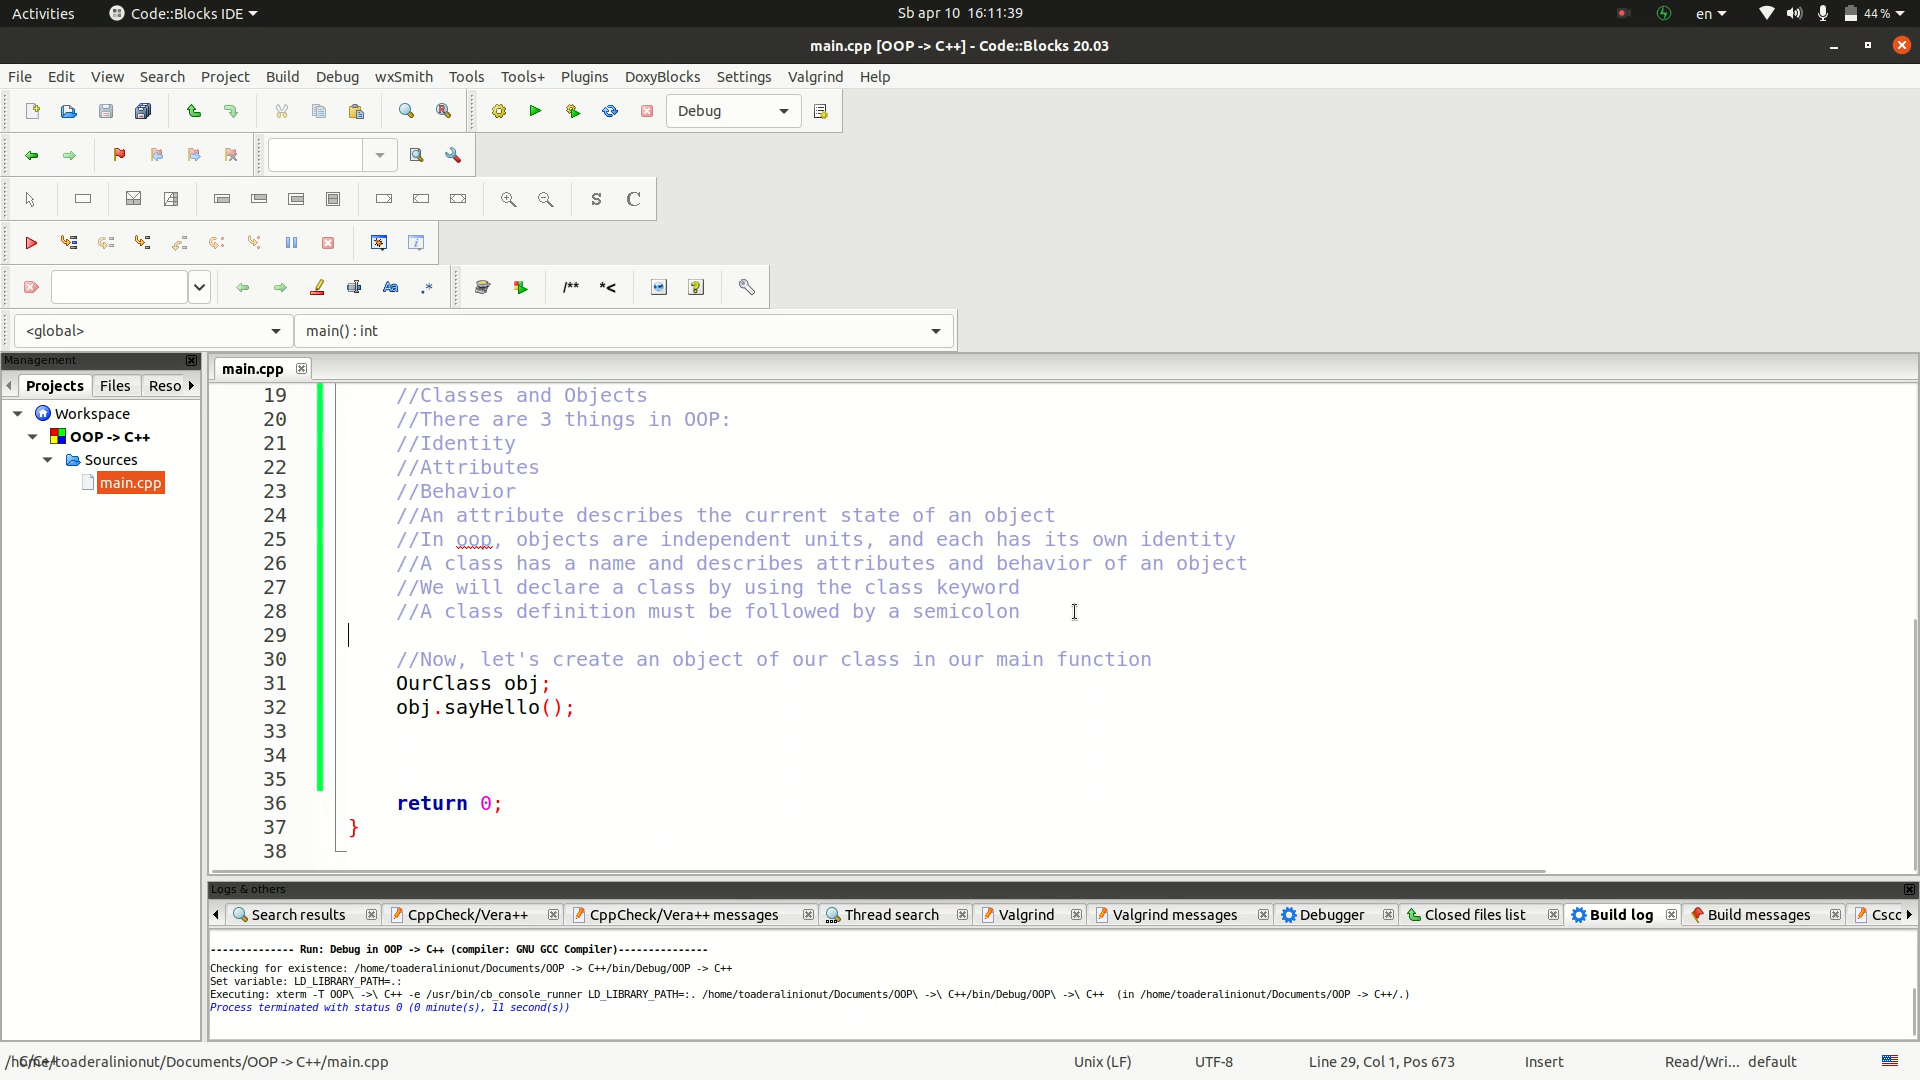 Activities
Code::Blocks IDE
Sb apr 10 16:11:39
en
44 %
main.cpp [OOP -> C++] - Code::Blocks 20.03
File Edit View Search Project Build Debug wxSmith Tools Tools+ Plugins DoxyBlocks Settings Valgrind Help
Debug
S C
Aa .* /** *<
<global>
main() : int
Management
Projects Files Reso
Workspace
OOP -> C++
Sources
main.cpp
main.cpp
19 //Classes and Objects
20 //There are 3 things in OOP:
21 //Identity
22 //Attributes
23 //Behavior
24 //An attribute describes the current state of an object
25 //In oop, objects are independent units, and each has its own identity
26 //A class has a name and describes attributes and behavior of an object
27 //We will declare a class by using the class keyword
28 //A class definition must be followed by a semicolon
29
30 //Now, let's create an object of our class in our main function
31 OurClass obj;
32 obj.sayHello();
33
34
35
36 return 0;
37 }
38
Logs & others
Search results CppCheck/Vera++ CppCheck/Vera++ messages Thread search Valgrind Valgrind messages Debugger Closed files list Build log Build messages Cscc
-------------- Run: Debug in OOP -> C++ (compiler: GNU GCC Compiler)---------------
Checking for existence: /home/toaderalinionut/Documents/OOP -> C++/bin/Debug/OOP -> C++
Set variable: LD_LIBRARY_PATH=.:
Executing: xterm -T OOP\ ->\ C++ -e /usr/bin/cb_console_runner LD_LIBRARY_PATH=:. /home/toaderalinionut/Documents/OOP\ ->\ C++/bin/Debug/OOP\ ->\ C++ (in /home/toaderalinionut/Documents/OOP -> C++/.)
Process terminated with status 0 (0 minute(s), 11 second(s))
toaderalinionut/Documents/OOP -> C++/main.cpp
Unix (LF)
UTF-8
Line 29, Col 1, Pos 673
Insert
Read/Wri... default